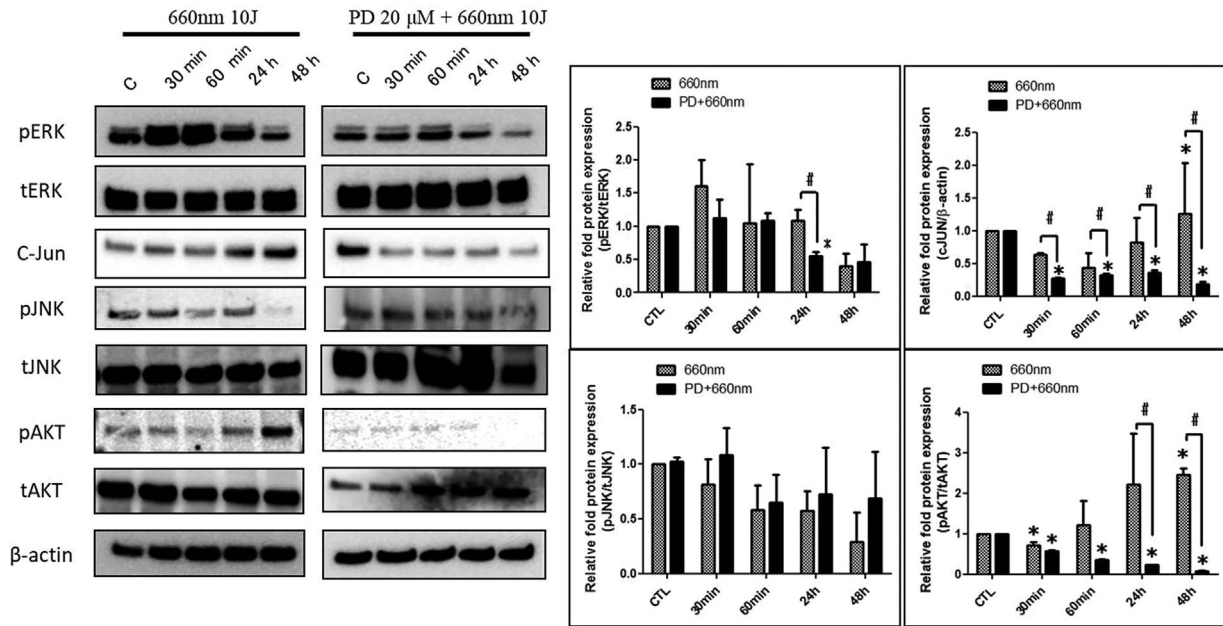 660nm 10J
PD 20 μM + 660nm 10J
C
30 min
60 min
24 h
48 h
C
30 min
60 min
24 h
48 h
pERK
tERK
C-Jun
pJNK
tJNK
pAKT
tAKT
β-actin
660nm
PD+660nm
Relative fold protein expression
(pERK/tERK)
2.5
2.0
1.5
1.0
0.5
0.0
#
*
CTL
30min
60min
24h
48h
660nm
PD+660nm
Relative fold protein expression
(cJUN/β-actin)
2.5
2.0
1.5
1.0
0.5
0.0
#
#
#
#
*
*
*
*
*
CTL
30min
60min
24h
48h
660nm
PD+660nm
Relative fold protein expression
(pJNK/tJNK)
1.5
1.0
0.5
0.0
CTL
30min
60min
24h
48h
660nm
PD+660nm
Relative fold protein expression
(pAKT/tAKT)
4
3
2
1
0
#
#
*
*
*
*
*
*
CTL
30min
60min
24h
48h